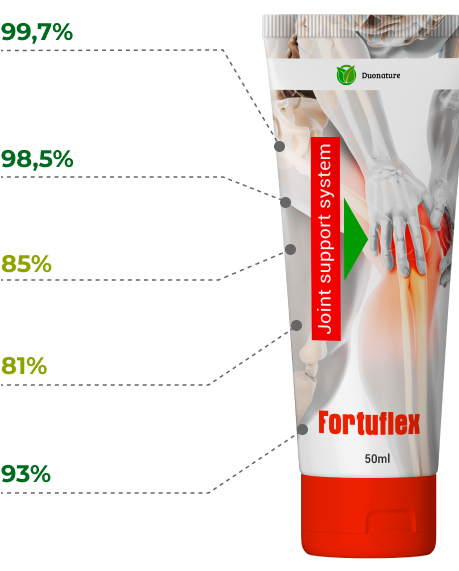 99,7%
Duonature
98,5%
Joint support system
85%
81%
Fortuflex
50ml
93%